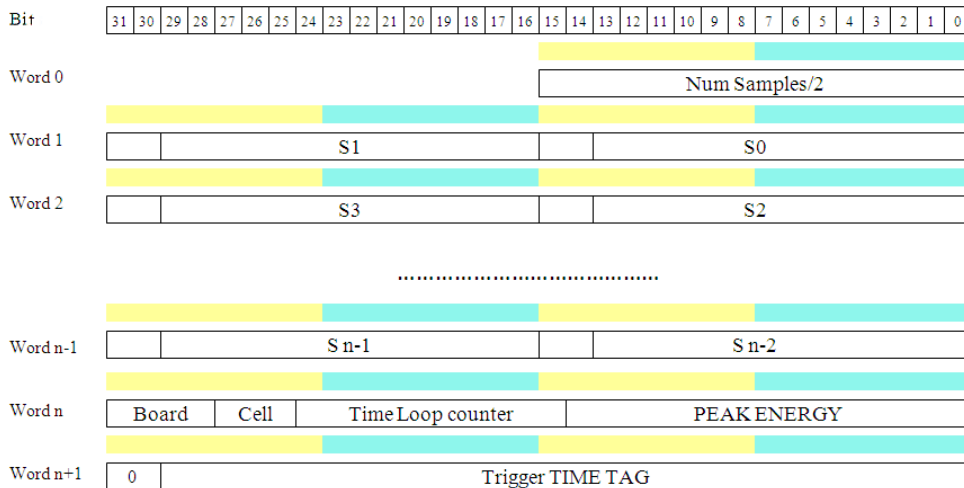 Bit 31 30 29 28 27 26 25 24 23 22 21 20 19 18 17 16 15 14 13 12 11 10 9 8 7 6 5 4 3 2 1 0
Word 0 Num Samples/2
Word 1 S1 S0
Word 2 S3 S2
........................................
Word n-1 S n-1 S n-2
Word n Board Cell Time Loop counter PEAK ENERGY
Word n+1 0 Trigger TIME TAG